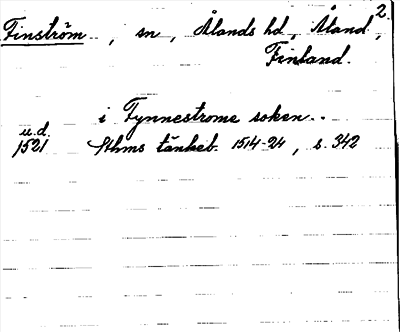 2.
Finström, sn, Ålands hd, Åland,
Finland.
i Fynnestrome soken..
u.d.
1521 Sthms tänkeb. 1514-24, s. 342